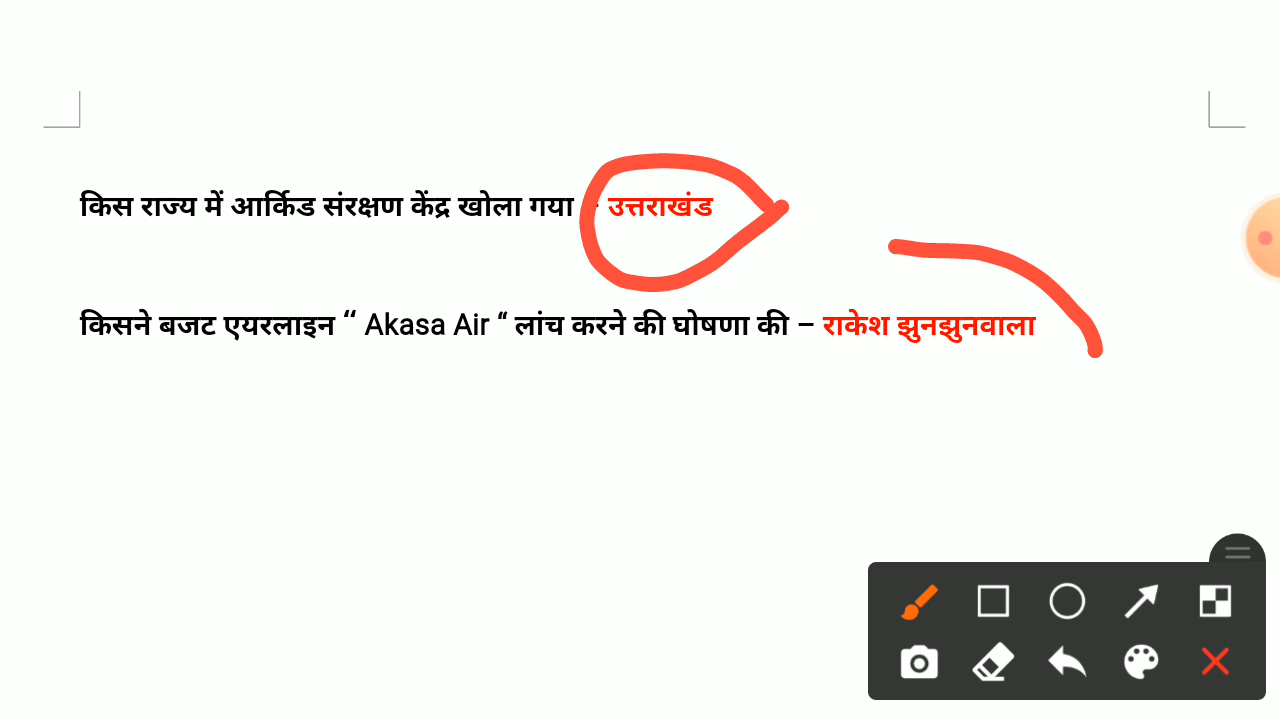 किस राज्य में आर्किड संरक्षण केंद्र खोला गया – उत्तराखंड
किसने बजट एयरलाइन “ Akasa Air “ लांच करने की घोषणा की – राकेश झुनझुनवाला